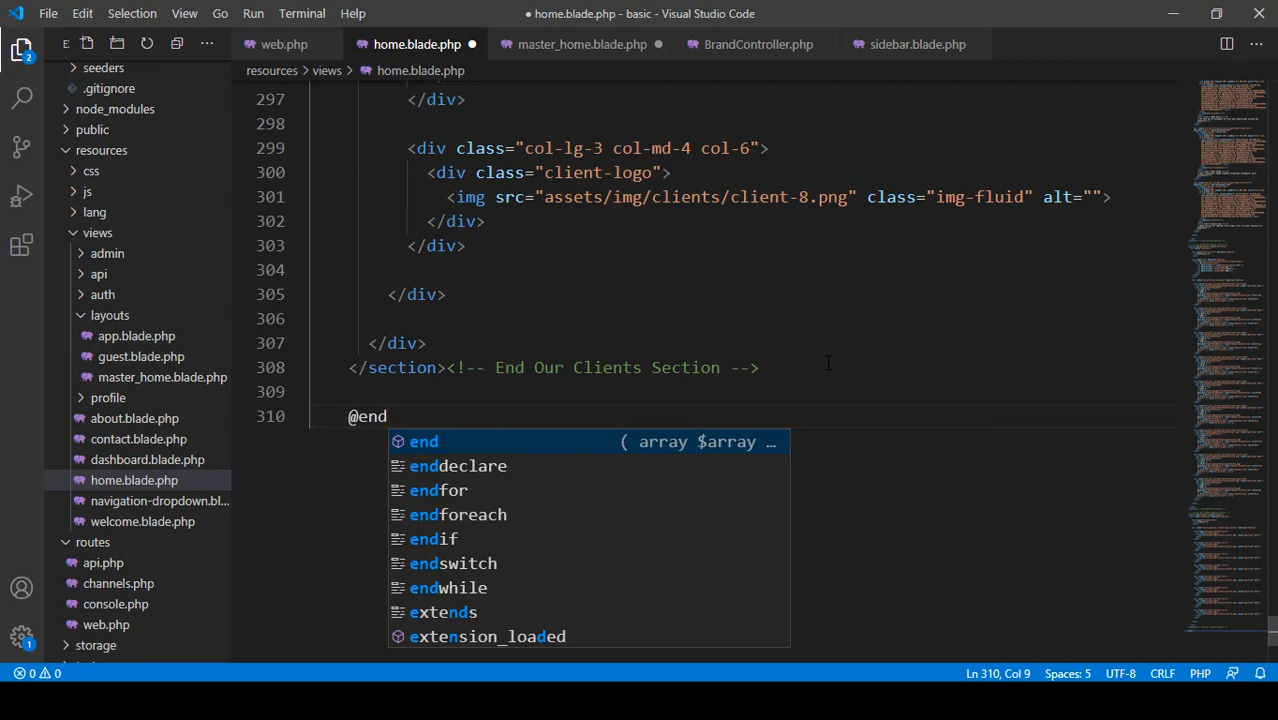 File Edit Selection View Go Run Terminal Help
● home.blade.php - basic - Visual Studio Code
E
web.php
home.blade.php
master_home.blade.php
BrandController.php
sidebar.blade.php
resources > views > home.blade.php
2
seeders
.gitignore
node_modules
public
resources
css
js
lang
views
admin
api
auth
layouts
app.blade.php
guest.blade.php
master_home.blade.php
profile
about.blade.php
contact.blade.php
dashboard.blade.php
home.blade.php
navigation-dropdown.bl...
welcome.blade.php
routes
api.php
channels.php
console.php
web.php
storage
1
297 </div>
298
299 <div class="col-lg-3 col-md-4 col-6">
300 <div class="client-logo">
301 <img src="assets/img/clients/client-8.png" class="img-fluid" alt="">
302 </div>
303 </div>
304
305 </div>
306
307 </div>
308 </section><!-- End Our Clients Section -->
309
310 @end
end ( array $array …
enddeclare
endfor
endforeach
endif
endswitch
endwhile
extends
extension_loaded
0 0
Ln 310, Col 9 Spaces: 5 UTF-8 CRLF PHP